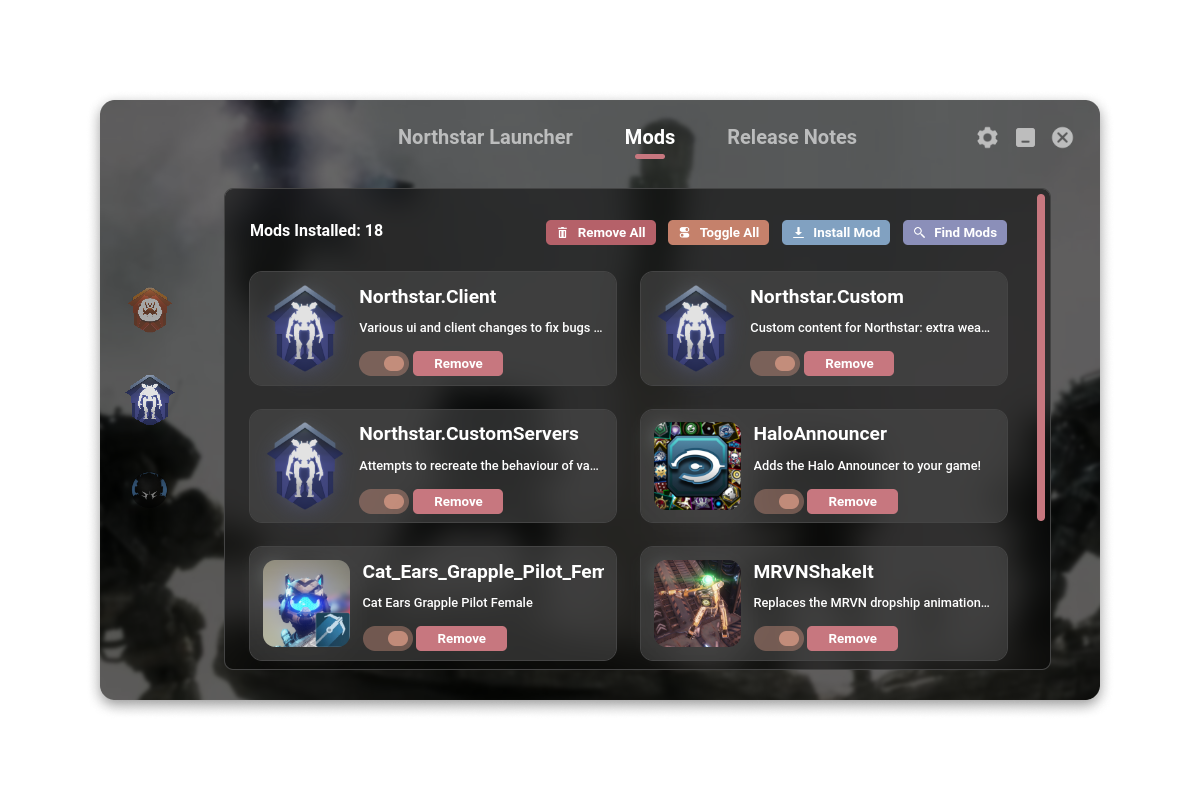 Northstar Launcher Mods Release Notes
Mods Installed: 18 Remove All Toggle All Install Mod Find Mods
Northstar.Client
Various ui and client changes to fix bugs ...
Remove
Northstar.Custom
Custom content for Northstar: extra wea...
Remove
Northstar.CustomServers
Attempts to recreate the behaviour of va...
Remove
HaloAnnouncer
Adds the Halo Announcer to your game!
Remove
Cat_Ears_Grapple_Pilot_Fem
Cat Ears Grapple Pilot Female
Remove
MRVNShakeIt
Replaces the MRVN dropship animation...
Remove